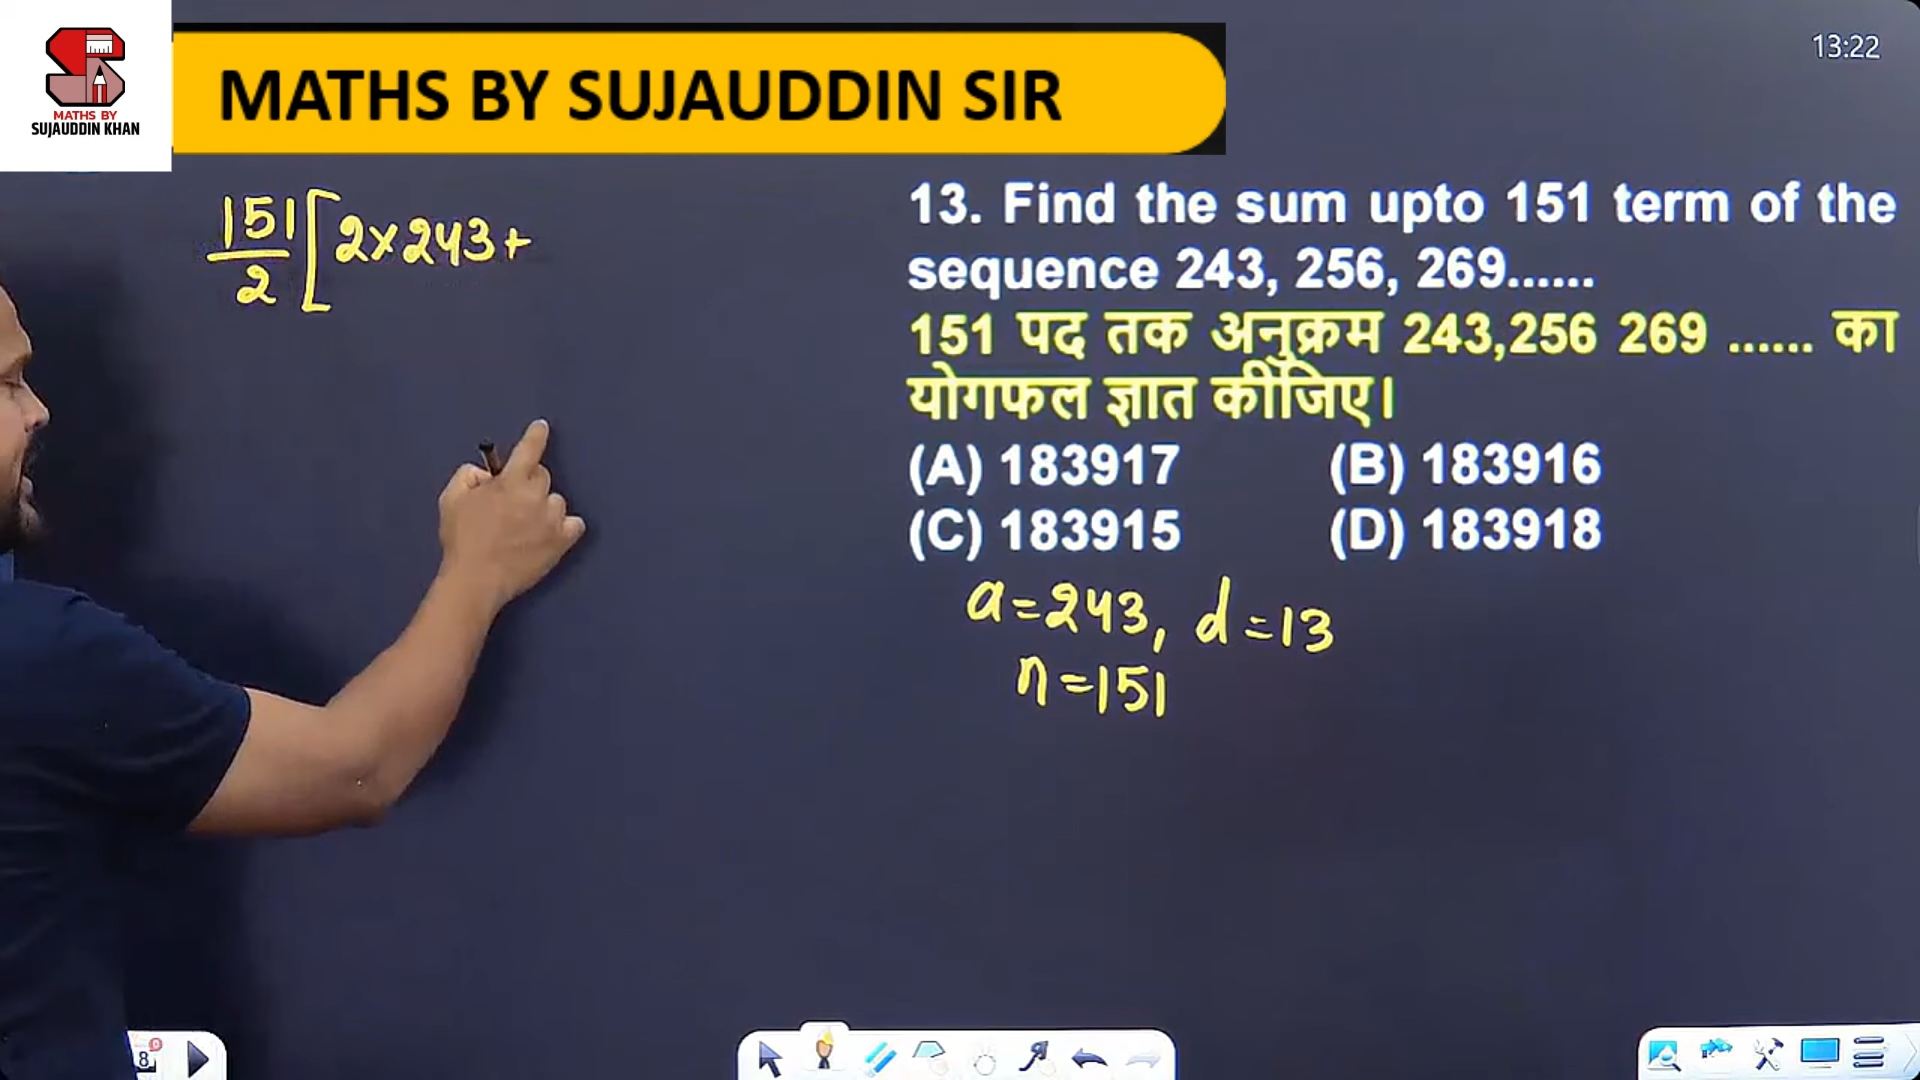 MATHS BY
SUJAUDDIN KHAN
MATHS BY SUJAUDDIN SIR
13:22
151/2 [ 2×243+
13. Find the sum upto 151 term of the
sequence 243, 256, 269......
151 पद तक अनुक्रम 243,256 269 ...... का
योगफल ज्ञात कीजिए।
(A) 183917 (B) 183916
(C) 183915 (D) 183918
a=243, d=13
n=151
8